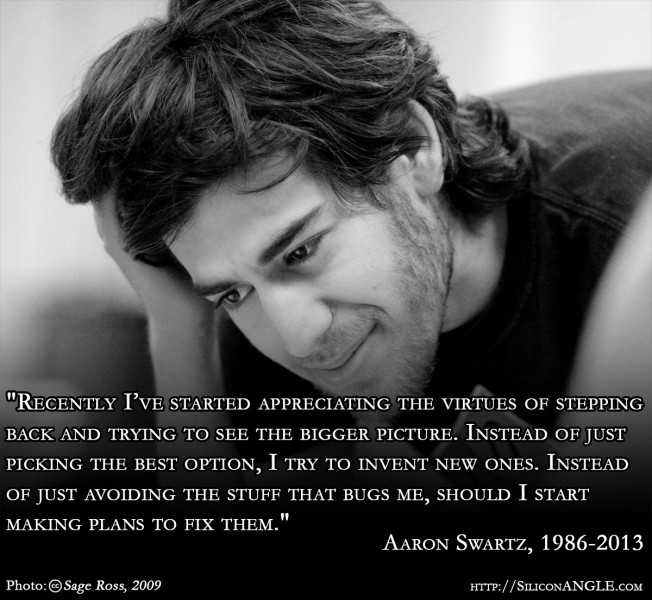 "Recently I've started appreciating the virtues of stepping
back and trying to see the bigger picture. Instead of just
picking the best option, I try to invent new ones. Instead
of just avoiding the stuff that bugs me, should I start
making plans to fix them."
Aaron Swartz, 1986-2013
Photo: 🄯 Sage Ross, 2009
http://SiliconANGLE.com